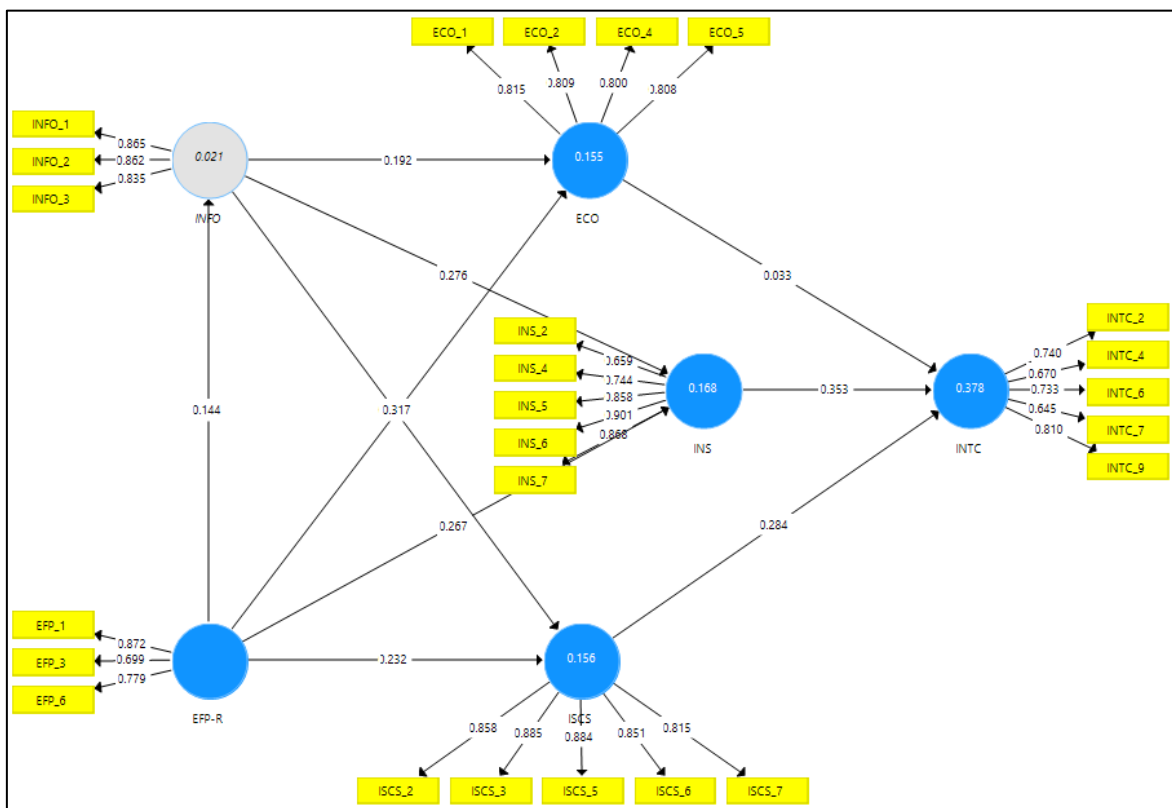 ECO_1 ECO_2 ECO_4 ECO_5
0.815 0.809 0.800 0.808
INFO_1
INFO_2
INFO_3
0.865
0.862
0.835
0.021
INFO
0.192
0.155
ECO
0.276
0.033
INS_2
INS_4
INS_5
INS_6
INS_7
0.659
0.744
0.858
0.901
0.868
0.168
INS
0.353
0.378
INTC
0.740
0.670
0.733
0.645
0.810
INTC_2
INTC_4
INTC_6
INTC_7
INTC_9
0.144
0.317
0.267
0.284
EFP_1
EFP_3
EFP_6
0.872
0.699
0.779
EFP-R
0.232
0.156
ISCS
0.858 0.885 0.884 0.851 0.815
ISCS_2 ISCS_3 ISCS_5 ISCS_6 ISCS_7